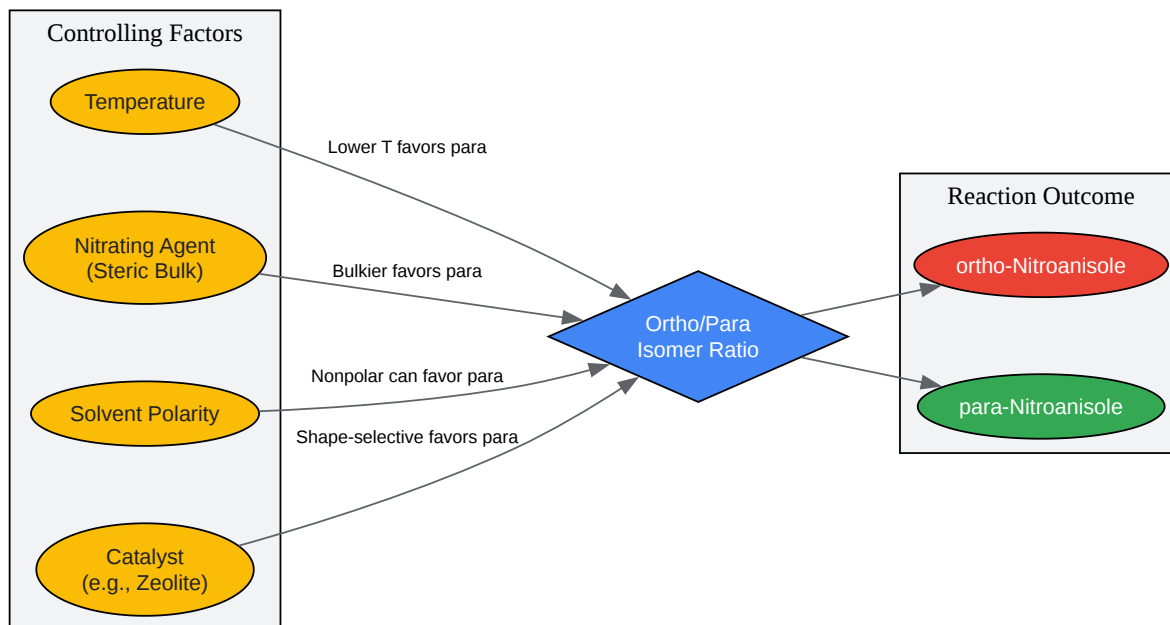 Controlling Factors
Temperature
Lower T favors para
Nitrating Agent
(Steric Bulk)
Bulkier favors para
Solvent Polarity
Nonpolar can favor para
Catalyst
(e.g., Zeolite)
Shape-selective favors para
Ortho/Para
Isomer Ratio
Reaction Outcome
ortho-Nitroanisole
para-Nitroanisole